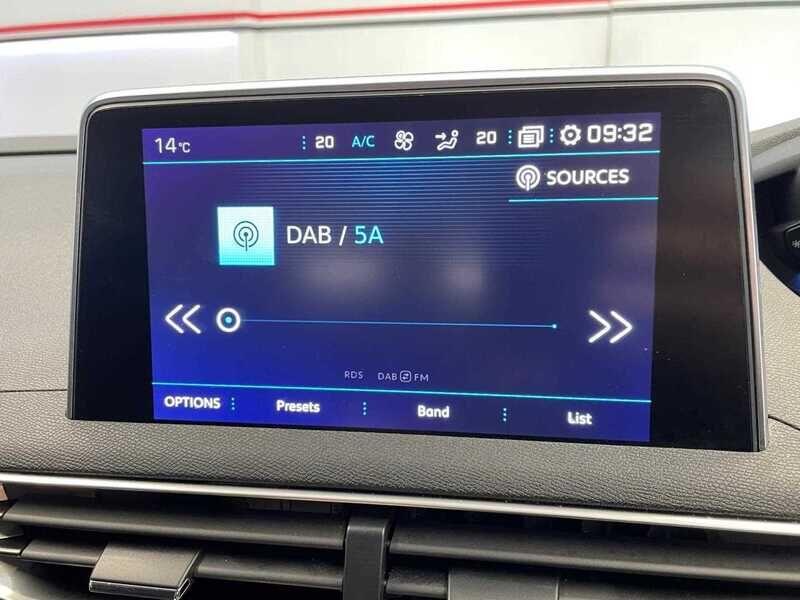 14°C 20 A/C 20 09:32
SOURCES
DAB / 5A
RDS DAB FM
OPTIONS Presets Band List